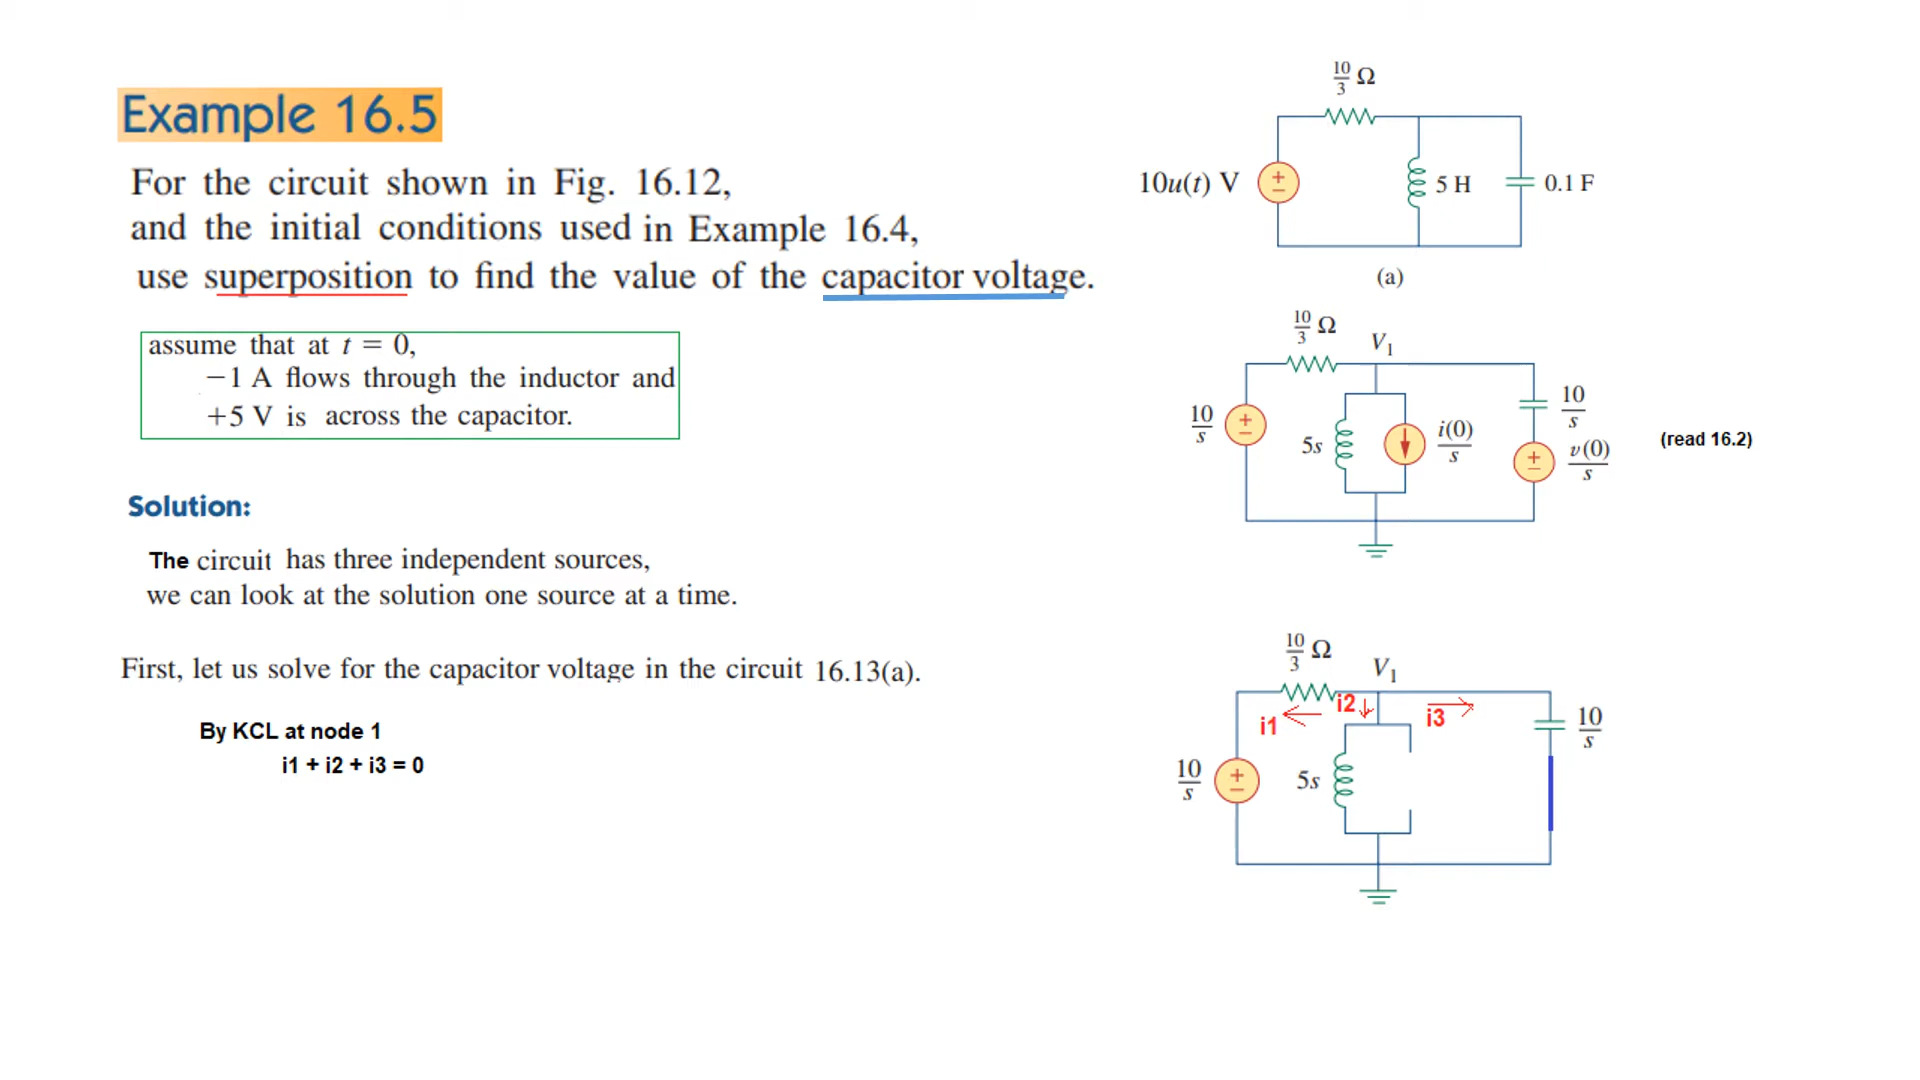 Example 16.5
For the circuit shown in Fig. 16.12,
and the initial conditions used in Example 16.4,
use superposition to find the value of the capacitor voltage.
assume that at t = 0,
−1 A flows through the inductor and
+5 V is across the capacitor.
Solution:
The circuit has three independent sources,
we can look at the solution one source at a time.
First, let us solve for the capacitor voltage in the circuit 16.13(a).
By KCL at node 1
i1 + i2 + i3 = 0
10/3 Ω
10u(t) V
+
−
5 H
0.1 F
(a)
10/3 Ω
V1
10/s
+
−
5s
i(0)/s
10/s
+
−
v(0)/s
(read 16.2)
10/3 Ω
V1
i1
i2
i3
10/s
10/s
+
−
5s